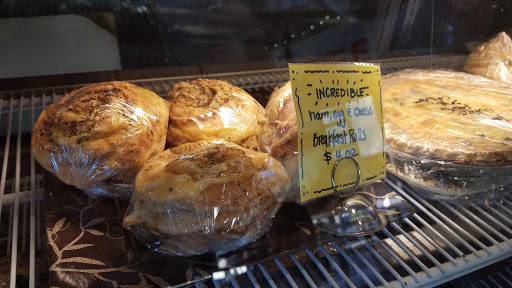 INCREDIBLE
ham, egg & cheese
Breakfast Rolls
$4.00